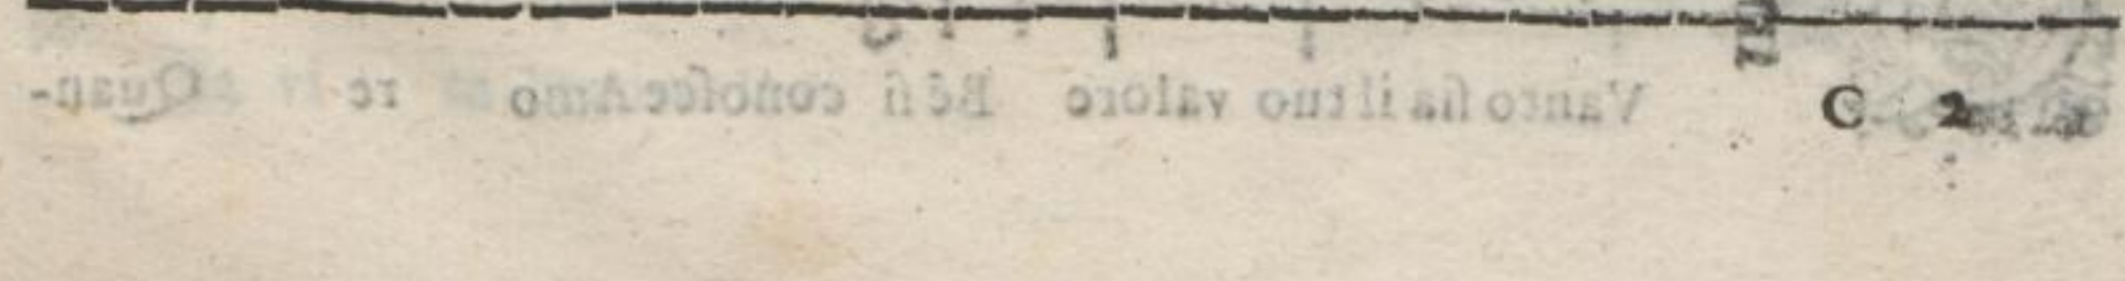 Vanto sia il tuo valore Bē si conosce Amo re Quan-
C 2